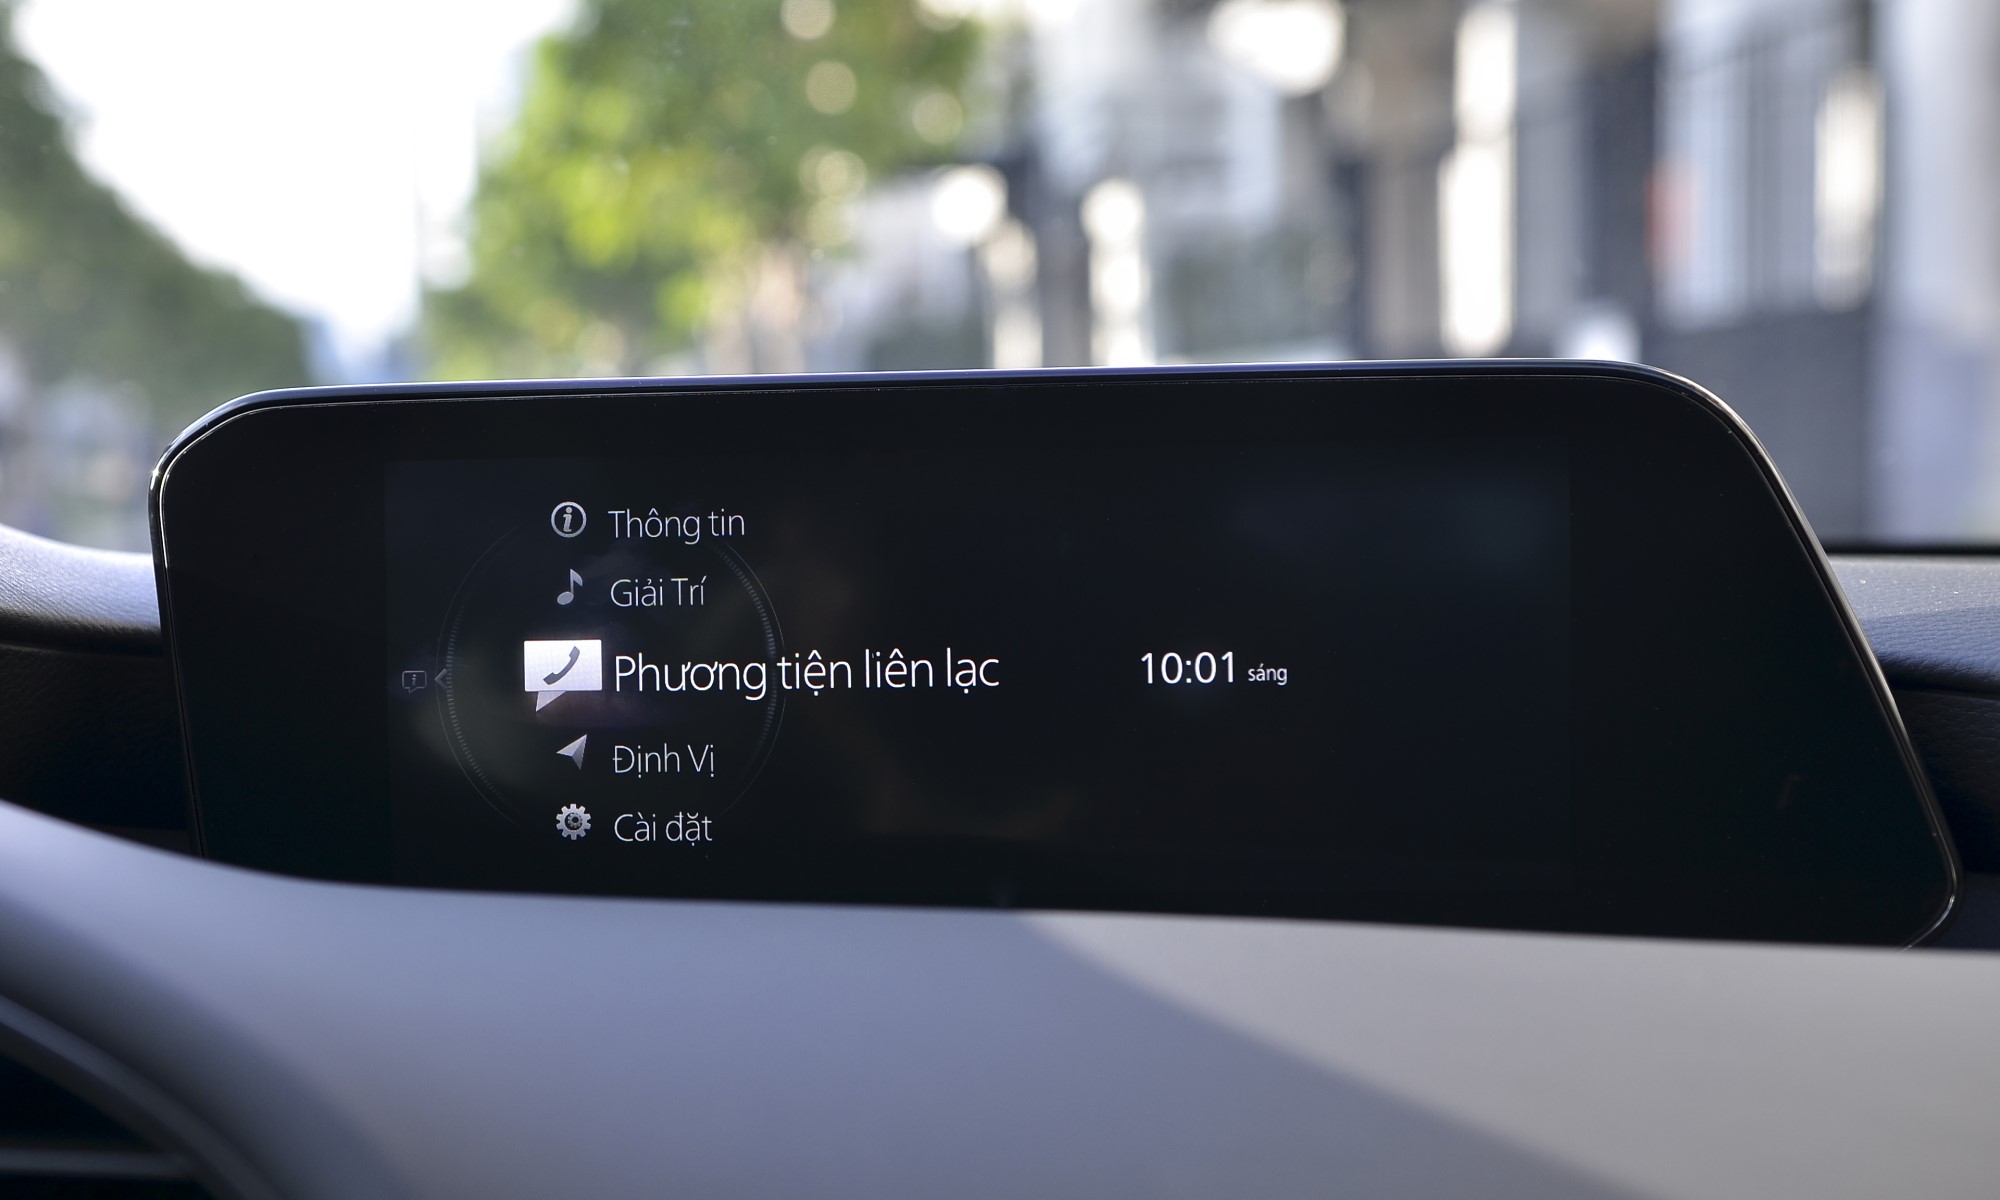 Thông tin
Giải Trí
Phương tiện liên lạc
10:01 sáng
Định Vị
Cài đặt